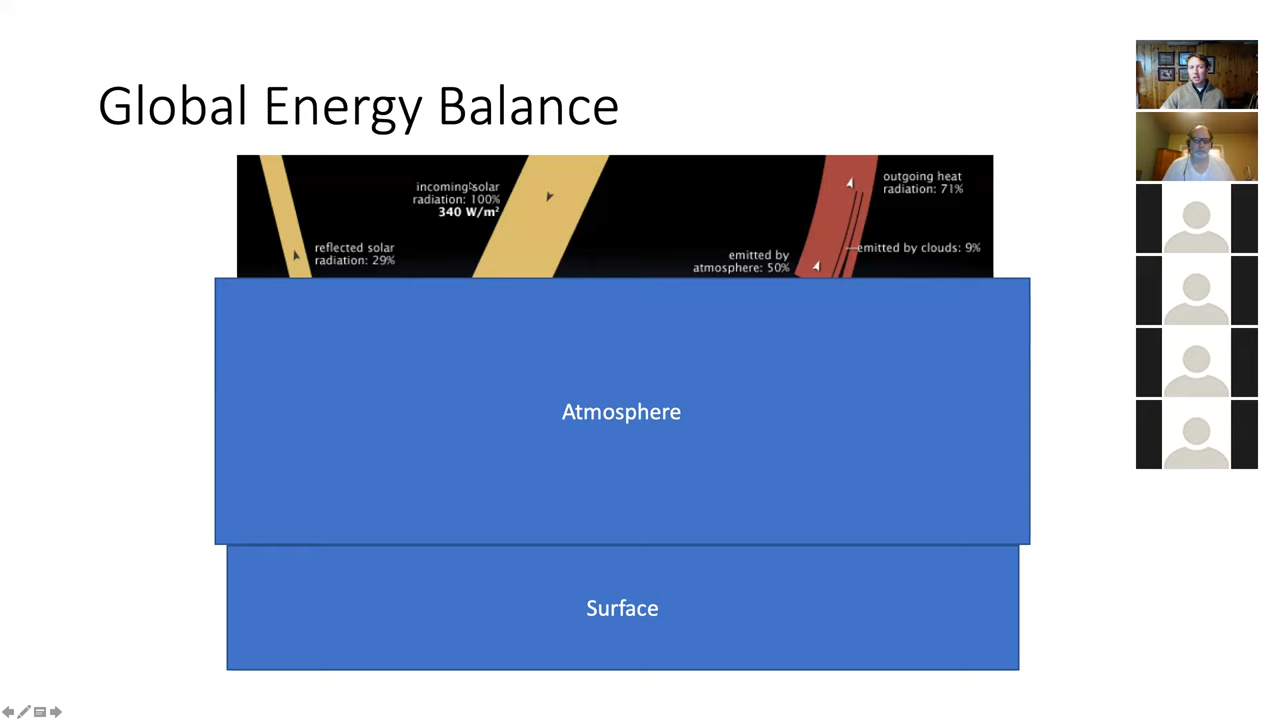 Global Energy Balance
incoming solar
radiation: 100%
340 W/m²
outgoing heat
radiation: 71%
reflected solar
radiation: 29%
emitted by clouds: 9%
emitted by
atmosphere: 50%
Atmosphere
Surface